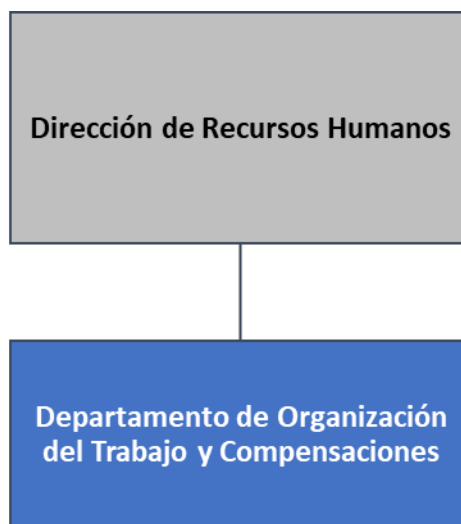 Dirección de Recursos Humanos
Departamento de Organización
del Trabajo y Compensaciones